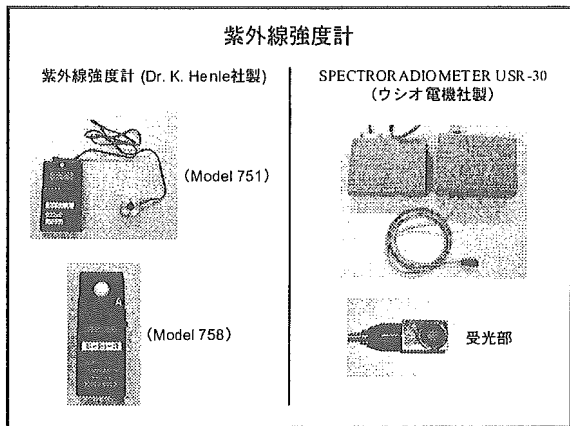 紫外線強度計
紫外線強度計 (Dr. K. Henle社製)
(Model 751)
(Model 758)
SPECTRORADIOMETER USR-30
(ウシオ電機社製)
受光部